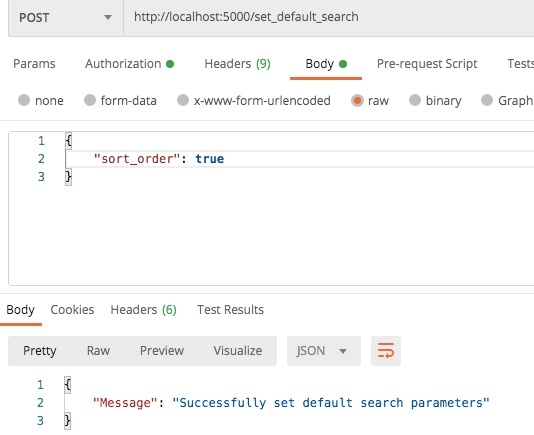 POST http://localhost:5000/set_default_search
Params Authorization Headers (9) Body Pre-request Script Tests
none form-data x-www-form-urlencoded raw binary Graph
1 {
2 "sort_order": true
3 }
Body Cookies Headers (6) Test Results
Pretty Raw Preview Visualize JSON
1 {
2 "Message": "Successfully set default search parameters"
3 }